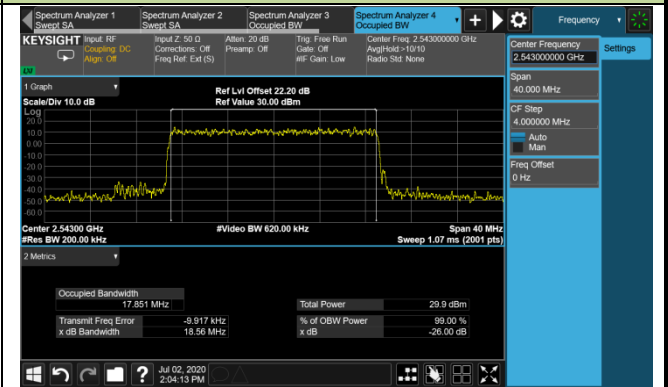 Spectrum Analyzer 1
Swept SA
Spectrum Analyzer 2
Swept SA
Spectrum Analyzer 3
Occupied BW
Spectrum Analyzer 4
Occupied BW
Frequency
KEYSIGHT
Input: RF
Coupling: DC
Align: Off
Input Z: 50 Ω
Corrections: Off
Freq Ref: Ext (S)
Atten: 20 dB
Preamp: Off
Trig: Free Run
Gate: Off
#IF Gain: Low
Center Freq: 2.543000000 GHz
Avg|Hold:>10/10
Radio Std: None
Center Frequency
2.543000000 GHz
Settings
Span
40.000 MHz
CF Step
4.000000 MHz
Auto
Man
Freq Offset
0 Hz
1 Graph
Scale/Div 10.0 dB
Ref Lvl Offset 22.20 dB
Ref Value 30.00 dBm
Log
20.0
10.0
0.00
-10.0
-20.0
-30.0
-40.0
-50.0
-60.0
Center 2.54300 GHz
#Res BW 200.00 kHz
#Video BW 620.00 kHz
Span 40 MHz
Sweep 1.07 ms (2001 pts)
2 Metrics
Occupied Bandwidth
17.851 MHz
Total Power 29.9 dBm
Transmit Freq Error -9.917 kHz
% of OBW Power 99.00 %
x dB Bandwidth 18.56 MHz
x dB -26.00 dB
Jul 02, 2020
2:04:13 PM